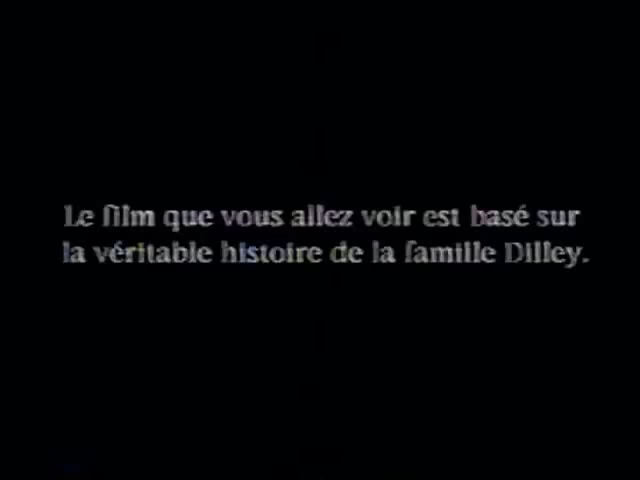 Le film que vous allez voir est basé sur
la véritable histoire de la famille Dilley.